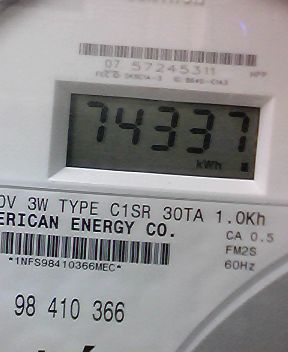 07 57245311
MPP
74337
kWh
0V 3W TYPE C1SR 30TA 1.0Kh
ERICAN ENERGY CO.
CA 0.5
FM2S
60Hz
*1NFS98410366MEC*
98 410 366